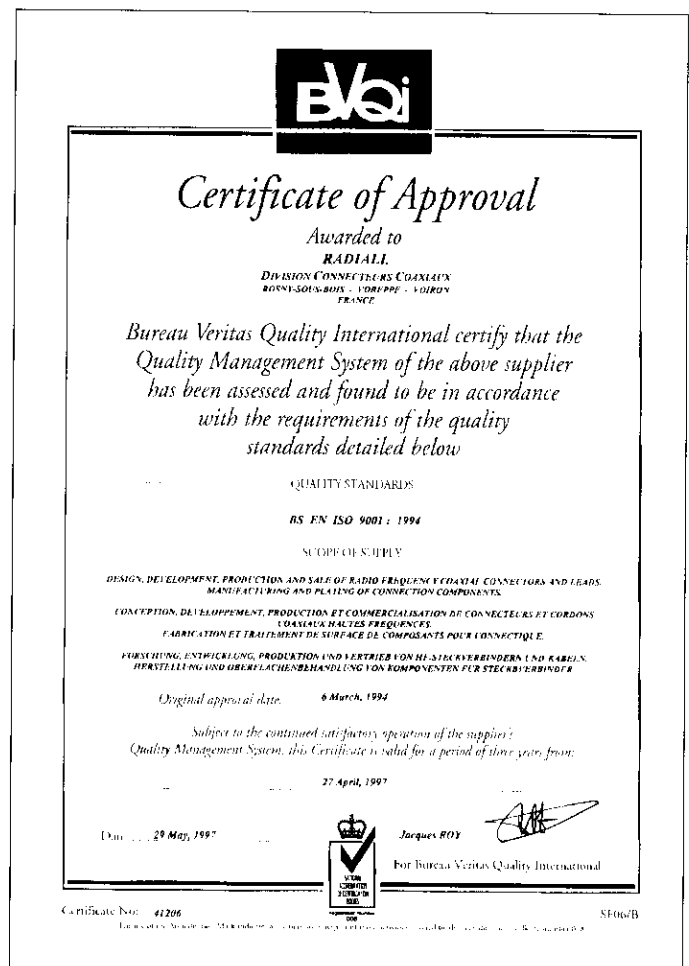 BVQi
Certificate of Approval
Awarded to
RADIALL
DIVISION CONNECTEURS COAXIAUX
ROSNY-SOUS-BOIS - VOREPPE - VOIRON
FRANCE
Bureau Veritas Quality International certify that the
Quality Management System of the above supplier
has been assessed and found to be in accordance
with the requirements of the quality
standards detailed below
QUALITY STANDARDS
BS EN ISO 9001 : 1994
SCOPE OF SUPPLY
DESIGN, DEVELOPMENT, PRODUCTION AND SALE OF RADIO FREQUENCY COAXIAL CONNECTORS AND LEADS.
MANUFACTURING AND PLATING OF CONNECTION COMPONENTS.
CONCEPTION, DEVELOPPEMENT, PRODUCTION ET COMMERCIALISATION DE CONNECTEURS ET CORDONS
COAXIAUX HAUTES FREQUENCES.
FABRICATION ET TRAITEMENT DE SURFACE DE COMPOSANTS POUR CONNECTIQUE.
FORSCHUNG, ENTWICKLUNG, PRODUKTION UND VERTRIEB VON HF-STECKVERBINDERN UND KABELN.
HERSTELLUNG UND OBERFLACHENBEHANDLUNG VON KOMPONENTEN FUR STECKVERBINDER
Original approval date: 6 March, 1994
Subject to the continued satisfactory operation of the supplier's
Quality Management System, this Certificate is valid for a period of three years from:
27 April, 1997
Date: 29 May, 1997
Jacques ROY
For Bureau Veritas Quality International
NATIONAL
ACCREDITATION
OF CERTIFICATION
BODIES
Certificate No: 41206
SF06/B